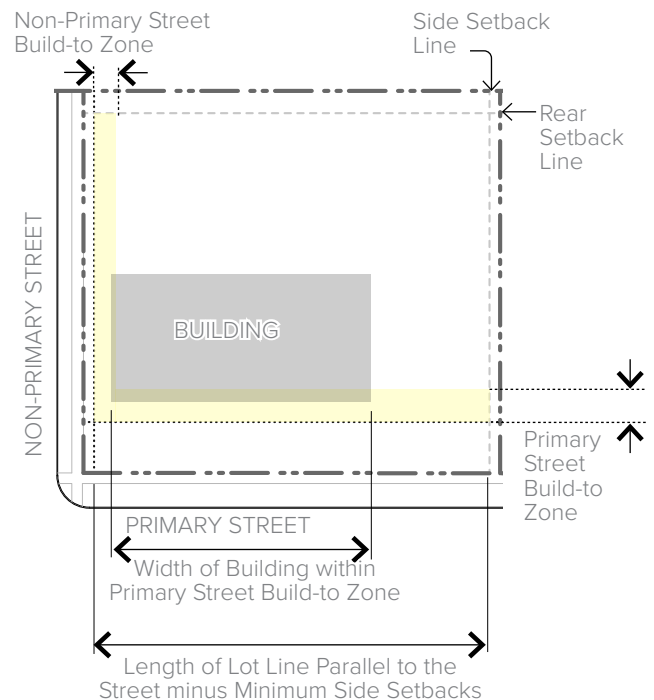 Non-Primary Street
Build-to Zone
Side Setback
Line
Rear
Setback
Line
NON-PRIMARY STREET
BUILDING
Primary
Street
Build-to
Zone
PRIMARY STREET
Width of Building within
Primary Street Build-to Zone
Length of Lot Line Parallel to the
Street minus Minimum Side Setbacks